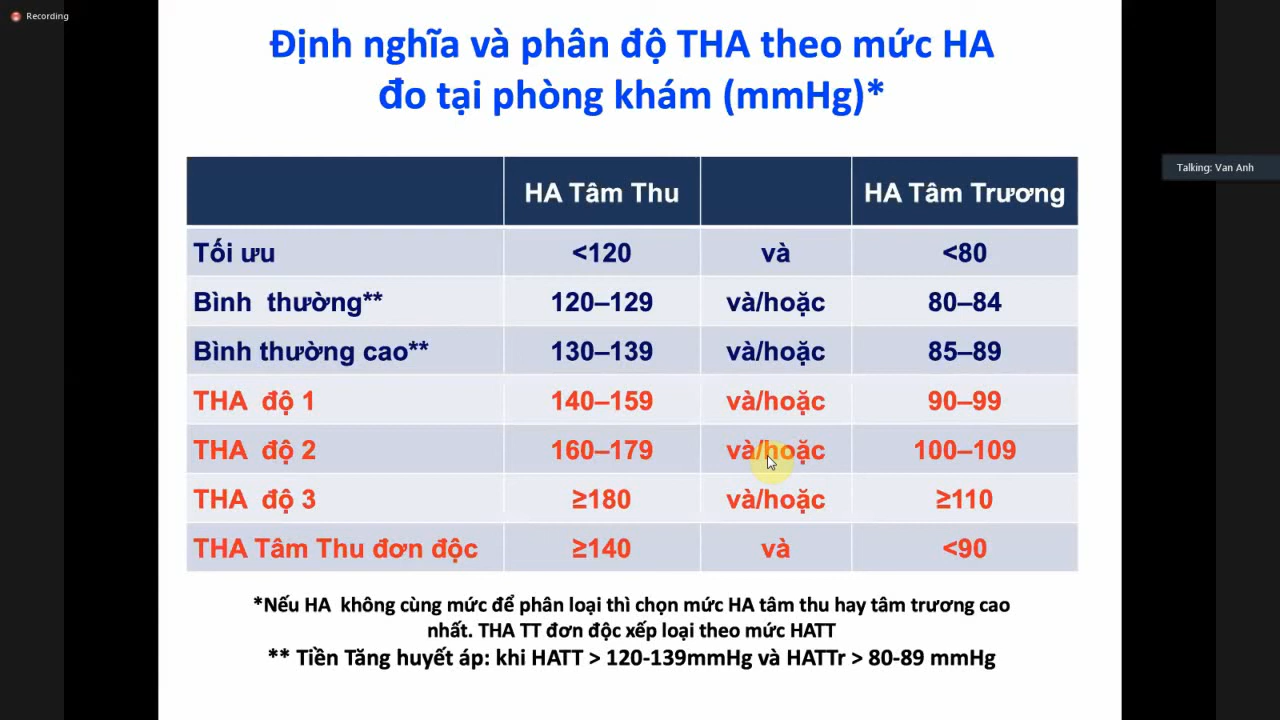 Recording
Định nghĩa và phân độ THA theo mức HA
đo tại phòng khám (mmHg)*
Talking: Van Anh
HA Tâm Thu HA Tâm Trương
Tối ưu <120 và <80
Bình thường** 120–129 và/hoặc 80–84
Bình thường cao** 130–139 và/hoặc 85–89
THA độ 1 140–159 và/hoặc 90–99
THA độ 2 160–179 và/hoặc 100–109
THA độ 3 ≥180 và/hoặc ≥110
THA Tâm Thu đơn độc ≥140 và <90
*Nếu HA không cùng mức để phân loại thì chọn mức HA tâm thu hay tâm trương cao
nhất. THA TT đơn độc xếp loại theo mức HATT
** Tiền Tăng huyết áp: khi HATT > 120-139mmHg và HATTr > 80-89 mmHg